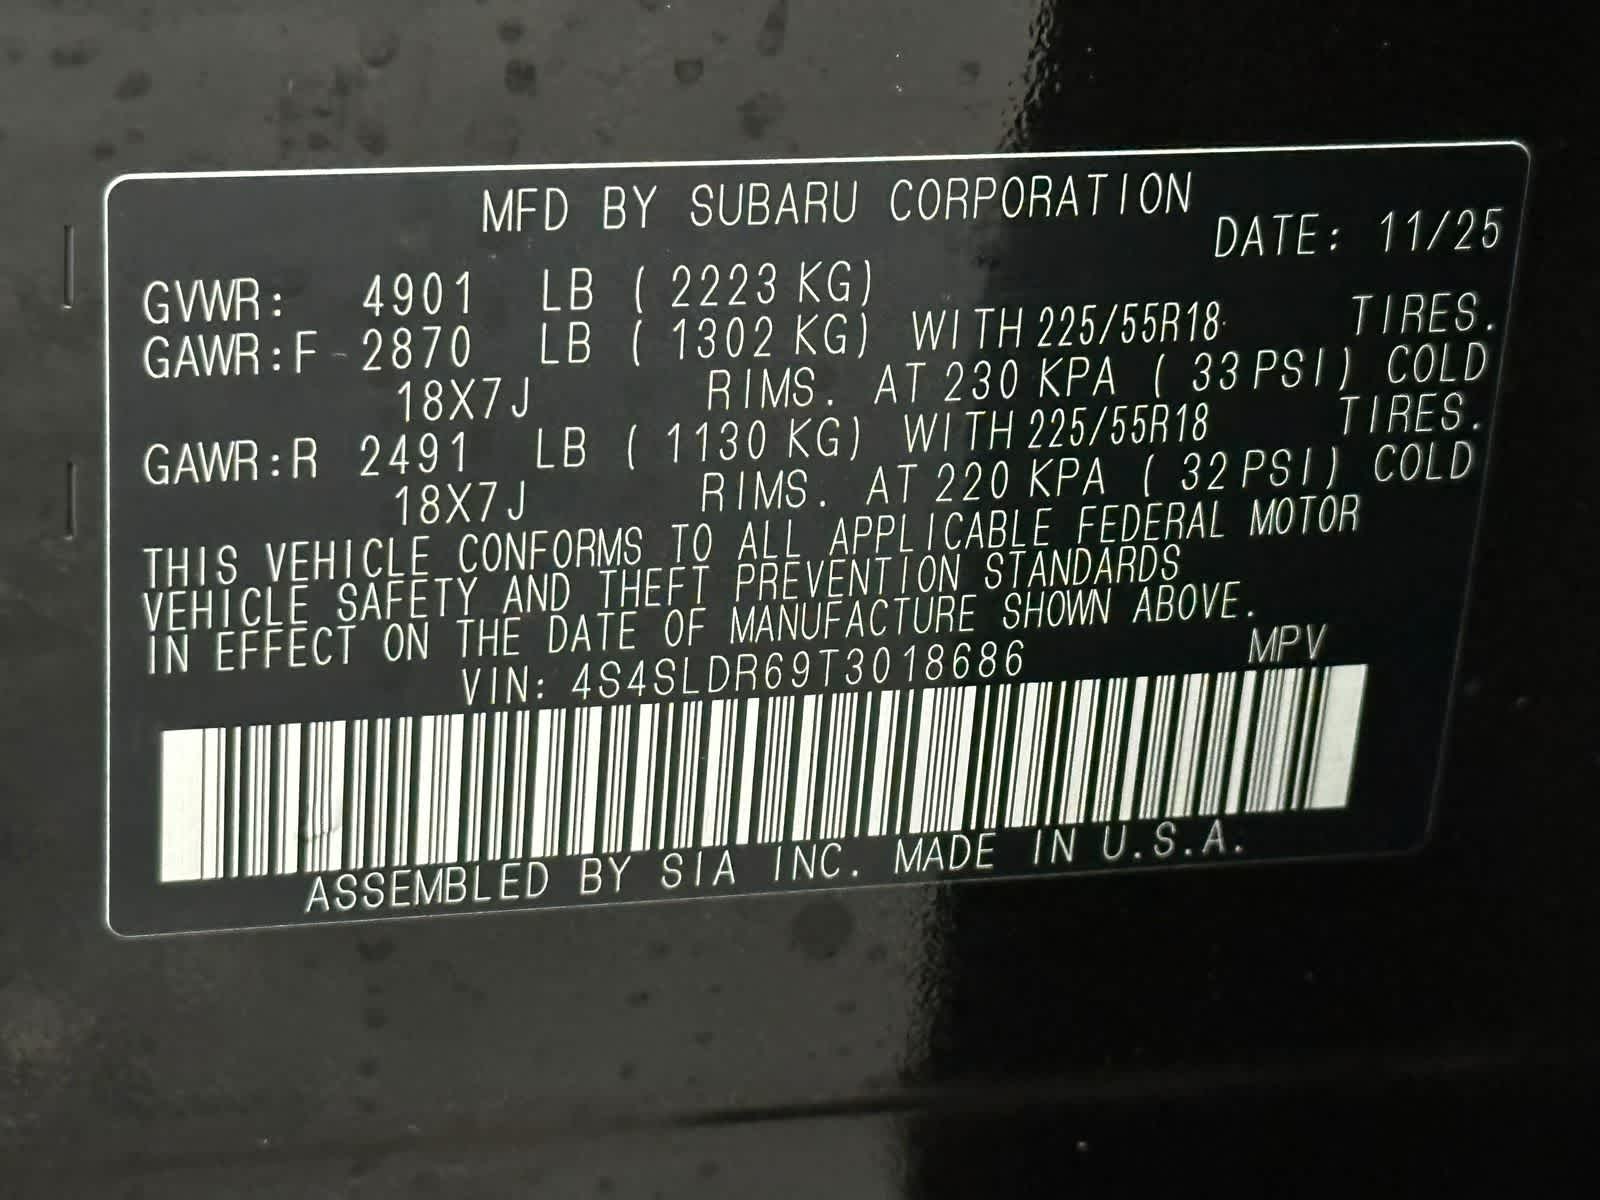 MFD BY SUBARU CORPORATION
DATE: 11/25
GVWR: 4901 LB ( 2223 KG)
GAWR:F 2870 LB ( 1302 KG) WITH 225/55R18 TIRES.
18X7J RIMS. AT 230 KPA ( 33 PSI) COLD
GAWR:R 2491 LB ( 1130 KG) WITH 225/55R18 TIRES.
18X7J RIMS. AT 220 KPA ( 32 PSI) COLD
THIS VEHICLE CONFORMS TO ALL APPLICABLE FEDERAL MOTOR
VEHICLE SAFETY AND THEFT PREVENTION STANDARDS
IN EFFECT ON THE DATE OF MANUFACTURE SHOWN ABOVE.
VIN: 4S4SLDR69T3018686 MPV
ASSEMBLED BY SIA INC. MADE IN U.S.A.